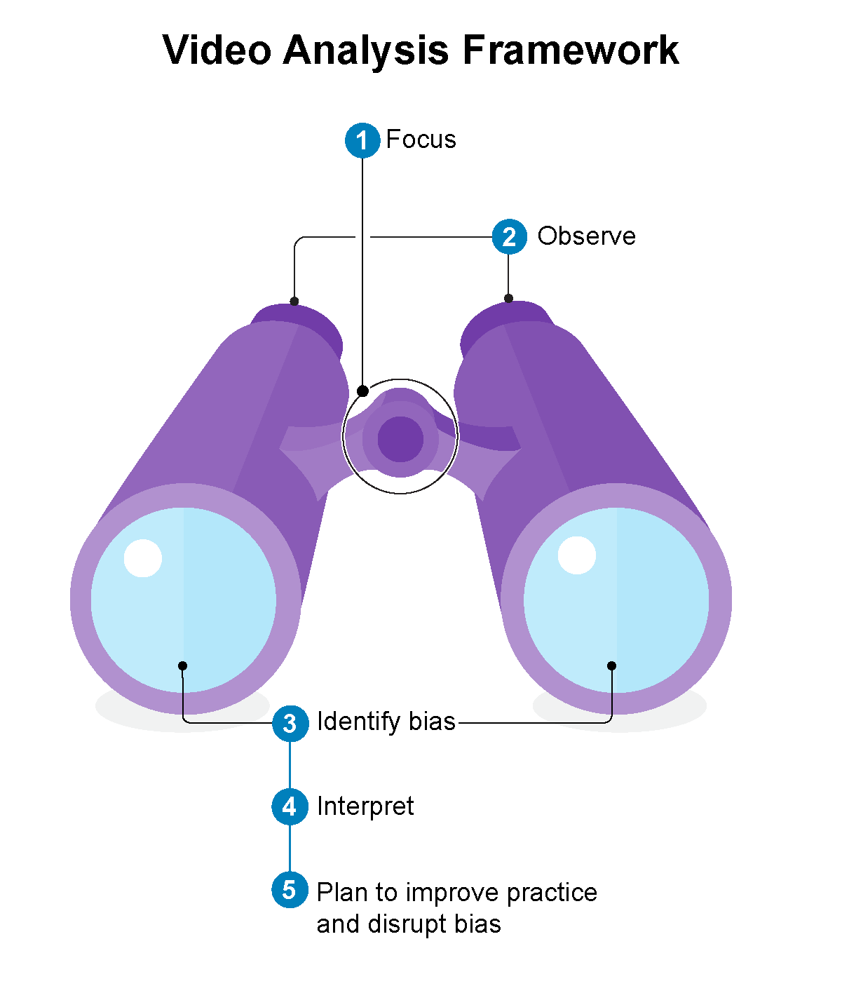 Video Analysis Framework
1 Focus
2 Observe
3 Identify bias
4 Interpret
5 Plan to improve practice
and disrupt bias